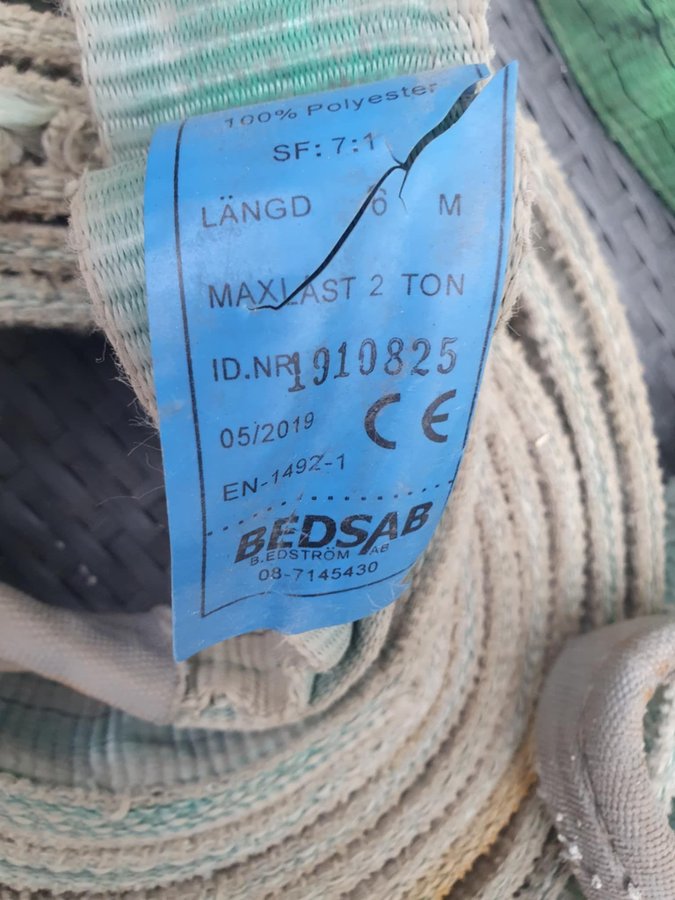 100% Polyester
SF: 7:1
LÄNGD 6 M
MAXLAST 2 TON
ID.NR 1910825
05/2019 CE
EN-1492-1
BEDSAB
B.EDSTRÖM AB
08-7145430